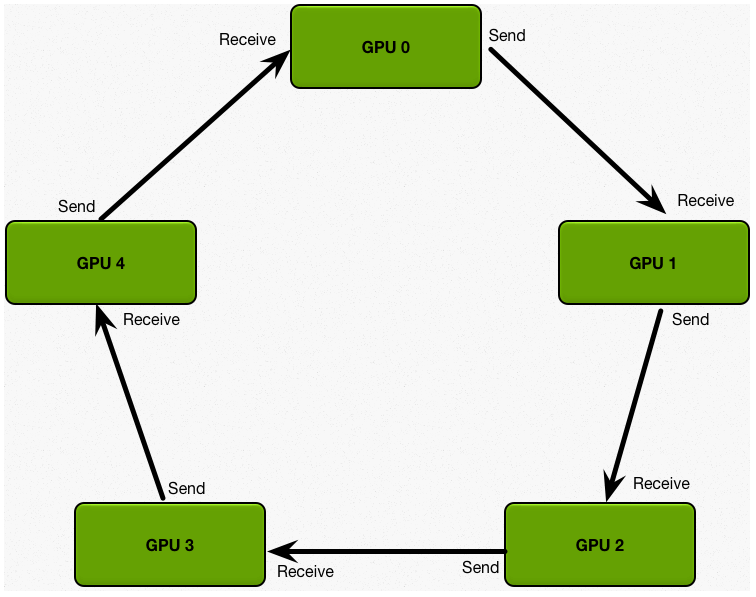 GPU 0
Send
Receive
GPU 1
Send
Receive
GPU 2
Send
Receive
GPU 3
Send
Receive
GPU 4
Send
Receive